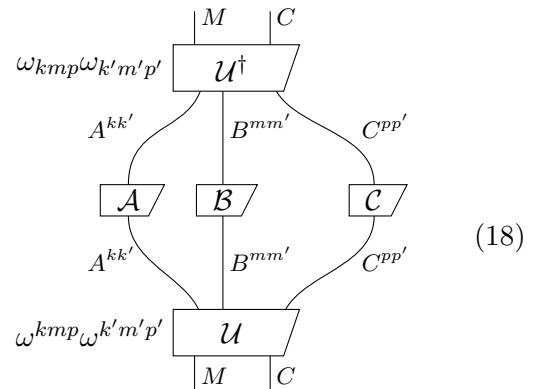 M C
ω_{kmp}ω_{k'm'p'} 𝒰^†
A^{kk'} B^{mm'} C^{pp'}
𝒜 ℬ 𝒞
(18)
A^{kk'} B^{mm'} C^{pp'}
ω^{kmp}ω^{k'm'p'} 𝒰
M C